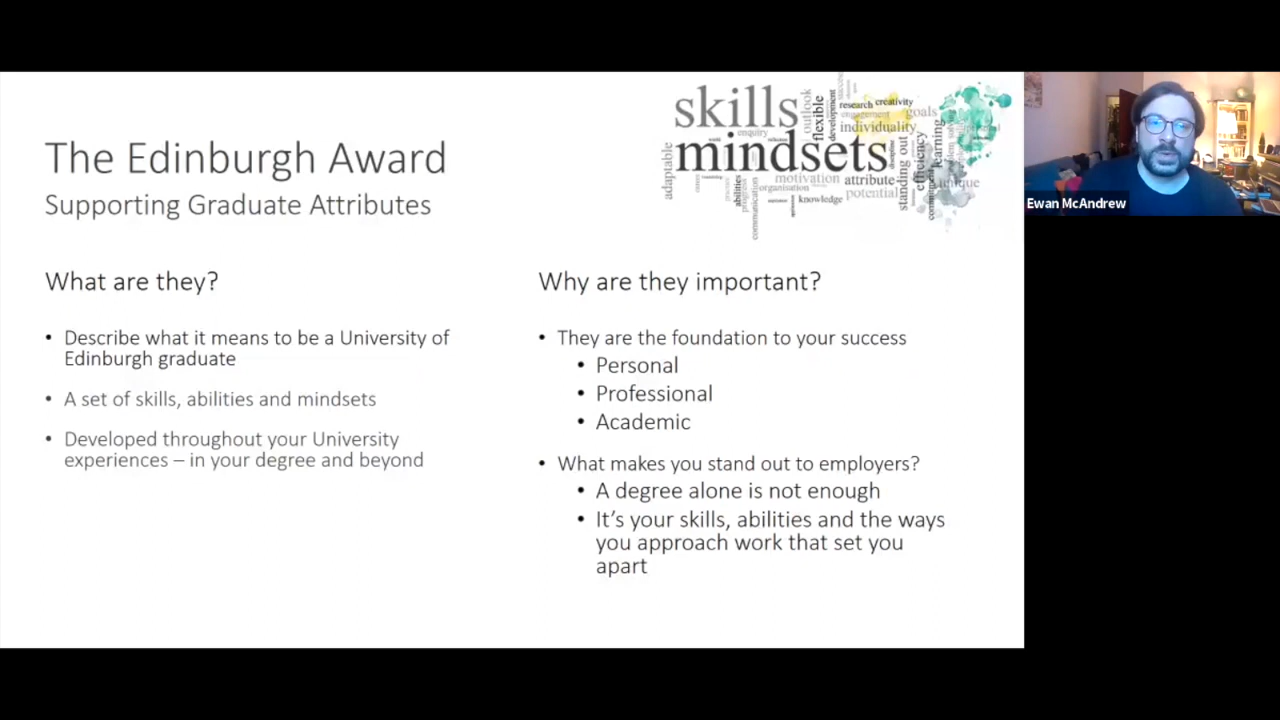 The Edinburgh Award
Supporting Graduate Attributes
skills
mindsets
adaptable
enquiry
outlook
flexible
development
research creativity
engagement
goals
individuality
motivation attribute
organisation
potential
knowledge
abilities
progress
communication
standing out
efficiency
learning
unique
Ewan McAndrew
What are they?
• Describe what it means to be a University of
Edinburgh graduate
• A set of skills, abilities and mindsets
• Developed throughout your University
experiences – in your degree and beyond
Why are they important?
• They are the foundation to your success
• Personal
• Professional
• Academic
• What makes you stand out to employers?
• A degree alone is not enough
• It’s your skills, abilities and the ways
you approach work that set you
apart